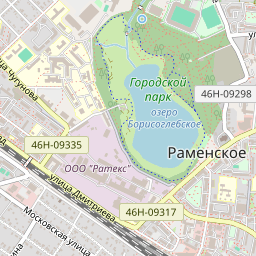 Городской
парк
46Н-09298
озеро
Борисоглебское
улица Чугунова
46Н-09335
Раменское
ООО "Ратекс"
улица Дмитриева
46Н-09317
Московская улица